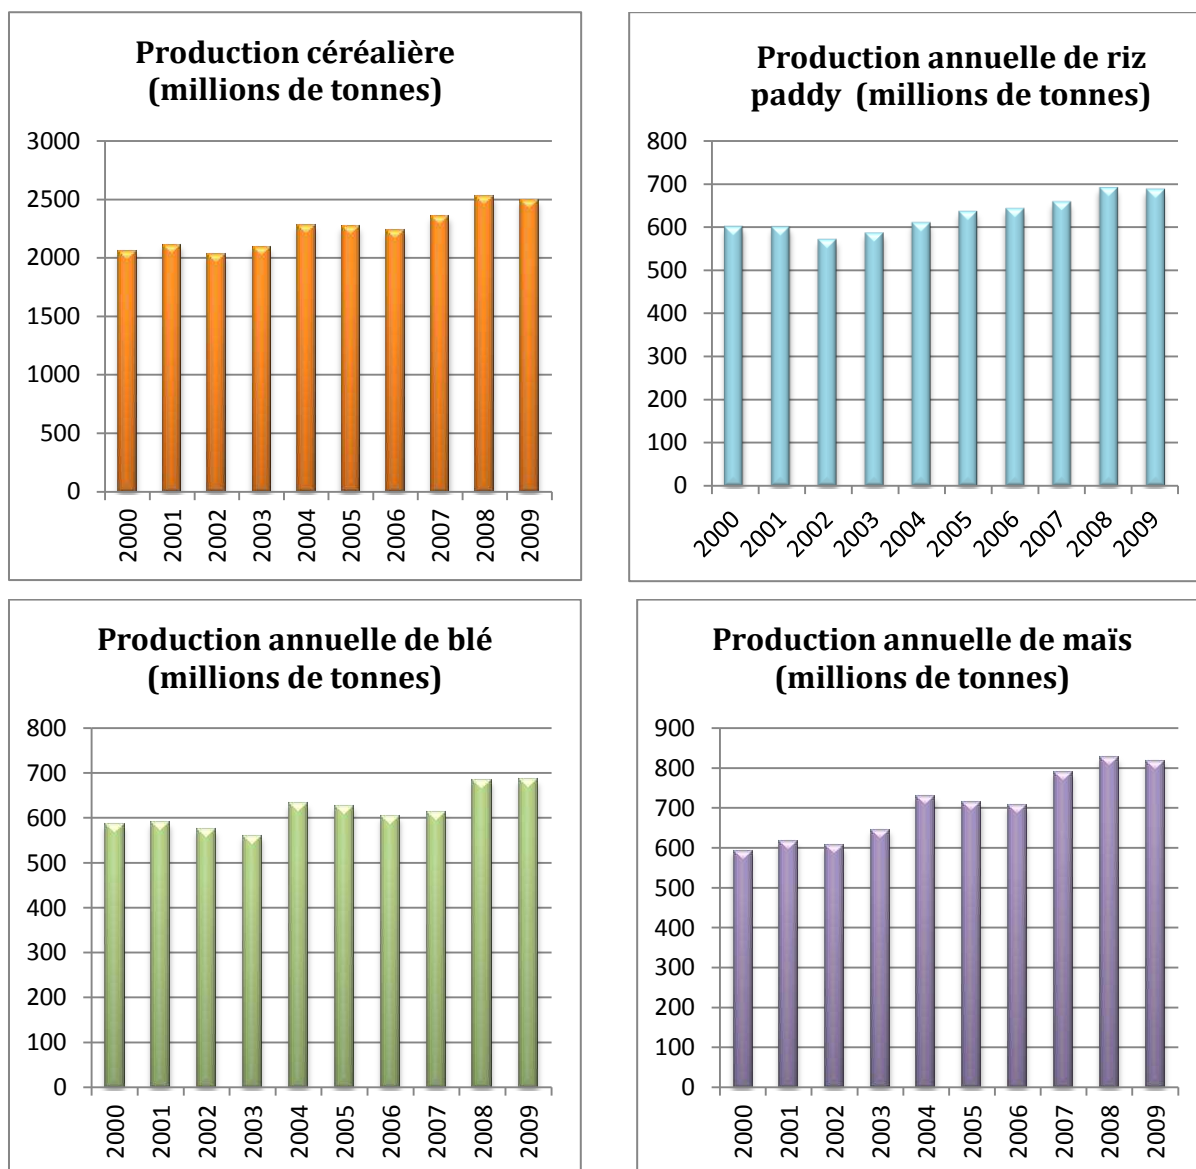 Production céréalière
(millions de tonnes)
3000
2500
2000
1500
1000
500
0
2000 2001 2002 2003 2004 2005 2006 2007 2008 2009
Production annuelle de riz
paddy (millions de tonnes)
800
700
600
500
400
300
200
100
0
2000 2001 2002 2003 2004 2005 2006 2007 2008 2009
Production annuelle de blé
(millions de tonnes)
800
700
600
500
400
300
200
100
0
2000 2001 2002 2003 2004 2005 2006 2007 2008 2009
Production annuelle de maïs
(millions de tonnes)
900
800
700
600
500
400
300
200
100
0
2000 2001 2002 2003 2004 2005 2006 2007 2008 2009